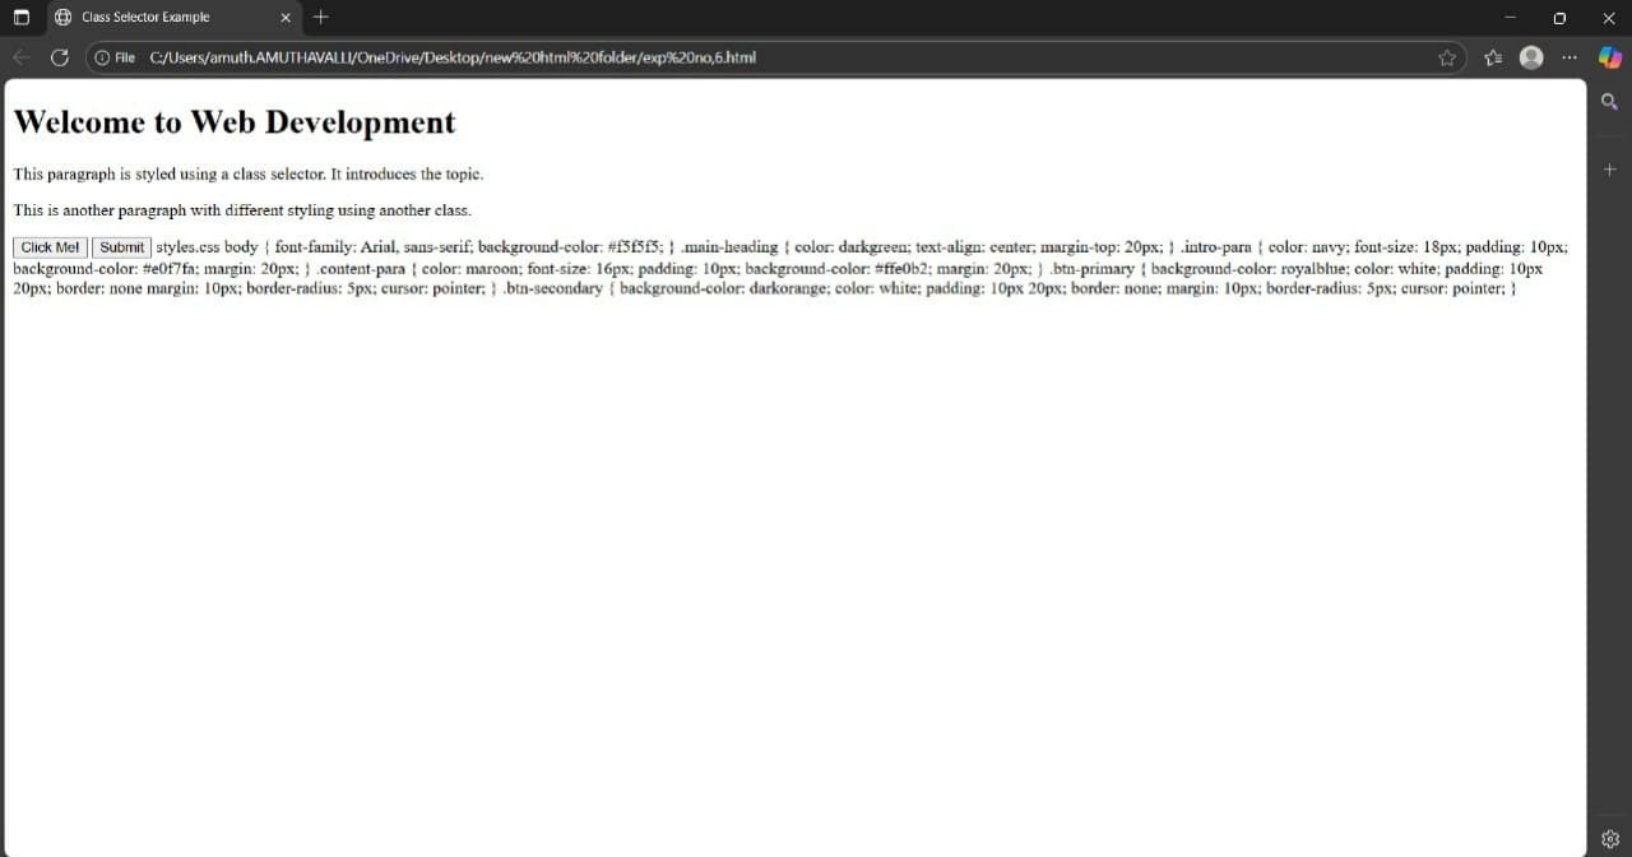 Class Selector Example
File C:/Users/amuth.AMUTHAVALLI/OneDrive/Desktop/new%20html%20folder/exp%20no,6.html
Welcome to Web Development
This paragraph is styled using a class selector. It introduces the topic.
This is another paragraph with different styling using another class.
Click Me! Submit styles.css body { font-family: Arial, sans-serif; background-color: #f5f5f5; } .main-heading { color: darkgreen; text-align: center; margin-top: 20px; } .intro-para { color: navy; font-size: 18px; padding: 10px;
background-color: #e0f7fa; margin: 20px; } .content-para { color: maroon; font-size: 16px; padding: 10px; background-color: #ffe0b2; margin: 20px; } .btn-primary { background-color: royalblue; color: white; padding: 10px
20px; border: none margin: 10px; border-radius: 5px; cursor: pointer; } .btn-secondary { background-color: darkorange; color: white; padding: 10px 20px; border: none; margin: 10px; border-radius: 5px; cursor: pointer; }